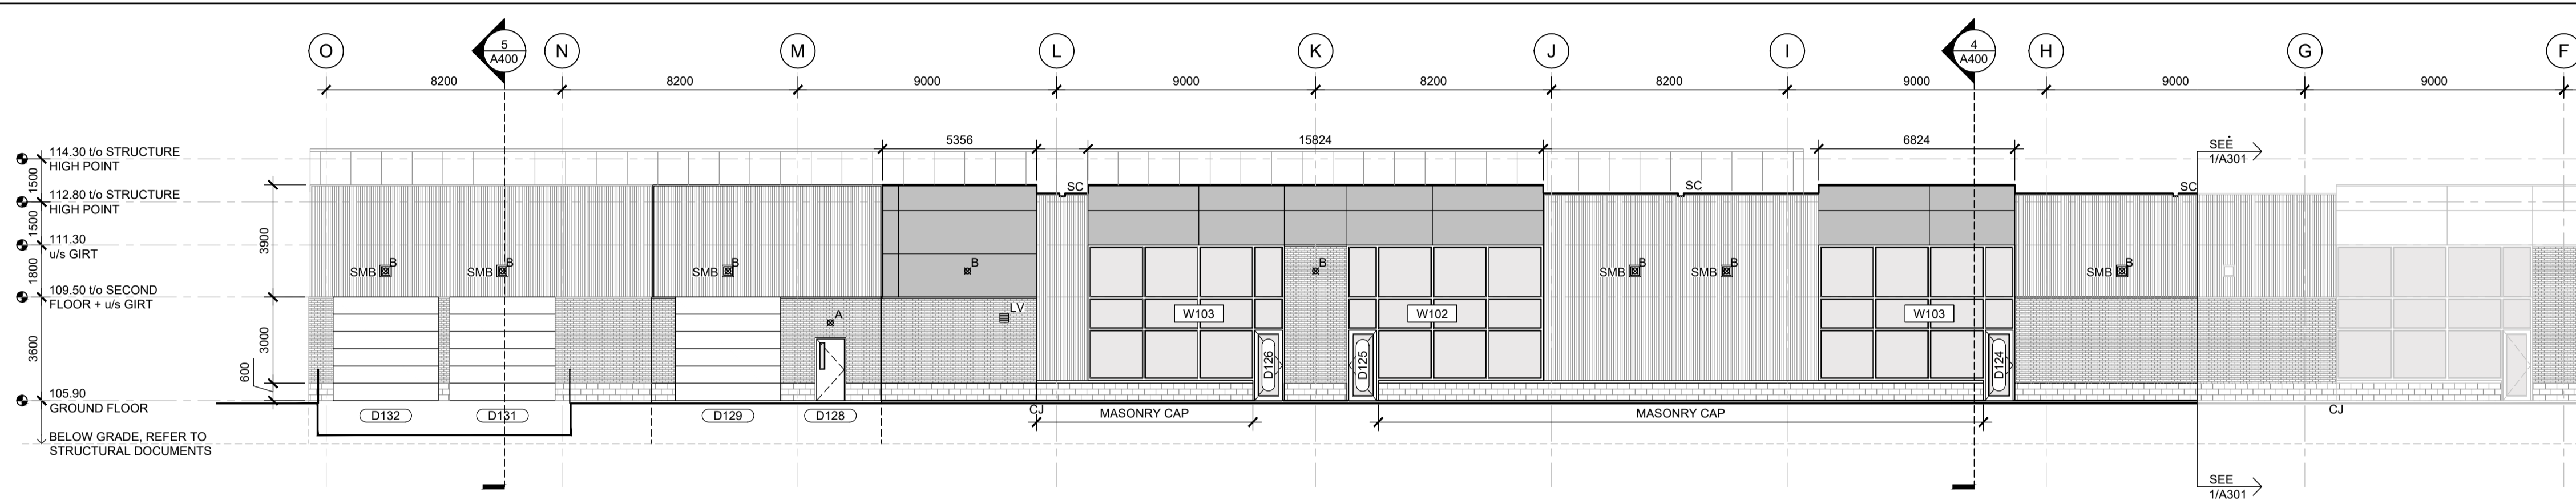 O
5
A400
N
M
L
K
J
I
4
A400
H
G
F
8200
8200
9000
9000
8200
8200
9000
9000
9000
5356
15824
6824
SEE
1/A301
114.30 t/o STRUCTURE
HIGH POINT
1500
112.80 t/o STRUCTURE
HIGH POINT
1500
111.30
u/s GIRT
1800
109.50 t/o SECOND
FLOOR + u/s GIRT
3600
105.90
GROUND FLOOR
BELOW GRADE, REFER TO
STRUCTURAL DOCUMENTS
3900
3000
600
SC
SC
SC
SMB
B
SMB
B
SMB
B
B
B
SMB
B
SMB
B
SMB
B
A
LV
W103
W102
W103
D126
D125
D124
D132
D131
D129
D128
CJ
MASONRY CAP
MASONRY CAP
CJ
SEE
1/A301